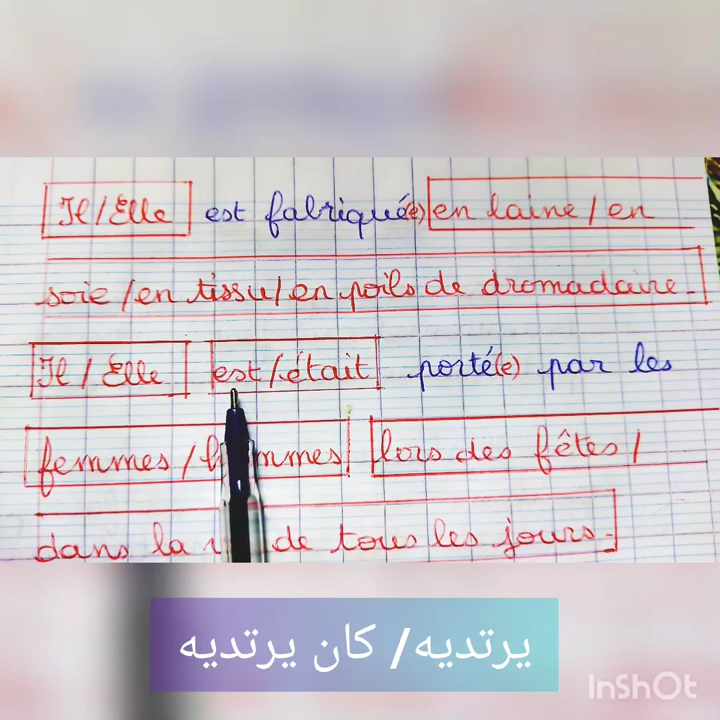 Il/Elle est fabriqué(e) en laine / en
soie / en tissu / en poils de dromadaire.
Il / Elle est / était porté(e) par les
femmes / hommes lors des fêtes /
dans la de tous les jours.
يرتديه/ كان يرتديه
InShOt